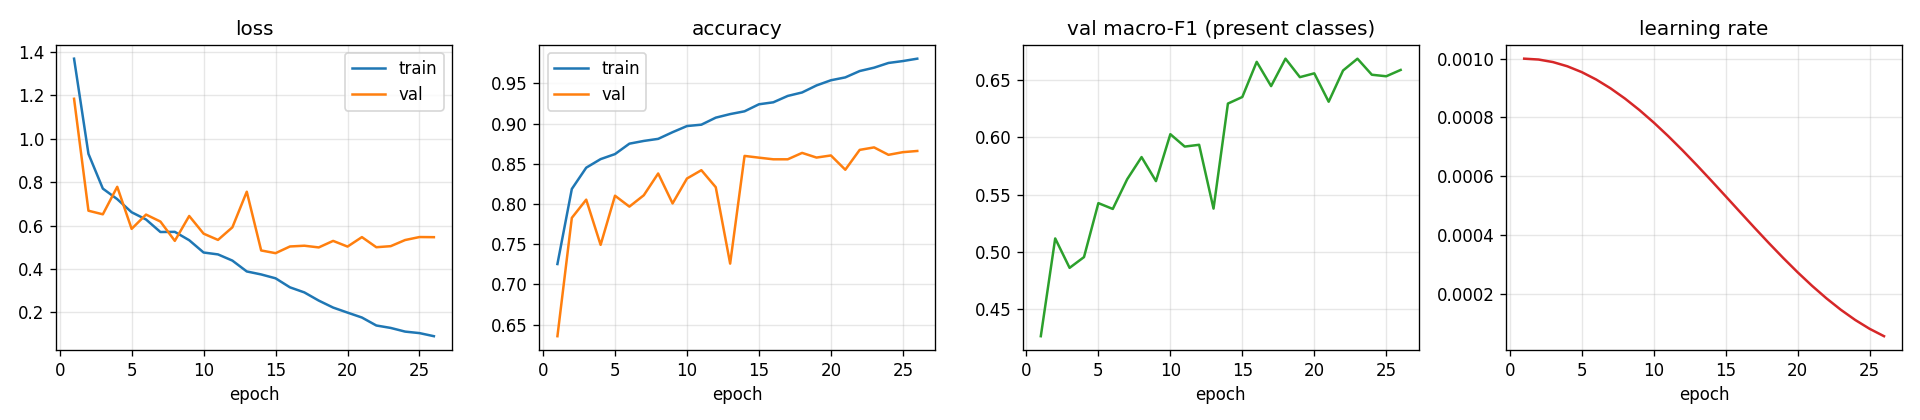 loss
1.4
1.2
1.0
0.8
0.6
0.4
0.2
0 5 10 15 20 25
epoch
train
val
accuracy
0.95
0.90
0.85
0.80
0.75
0.70
0.65
0 5 10 15 20 25
epoch
train
val
val macro-F1 (present classes)
0.65
0.60
0.55
0.50
0.45
0 5 10 15 20 25
epoch
learning rate
0.0010
0.0008
0.0006
0.0004
0.0002
0 5 10 15 20 25
epoch